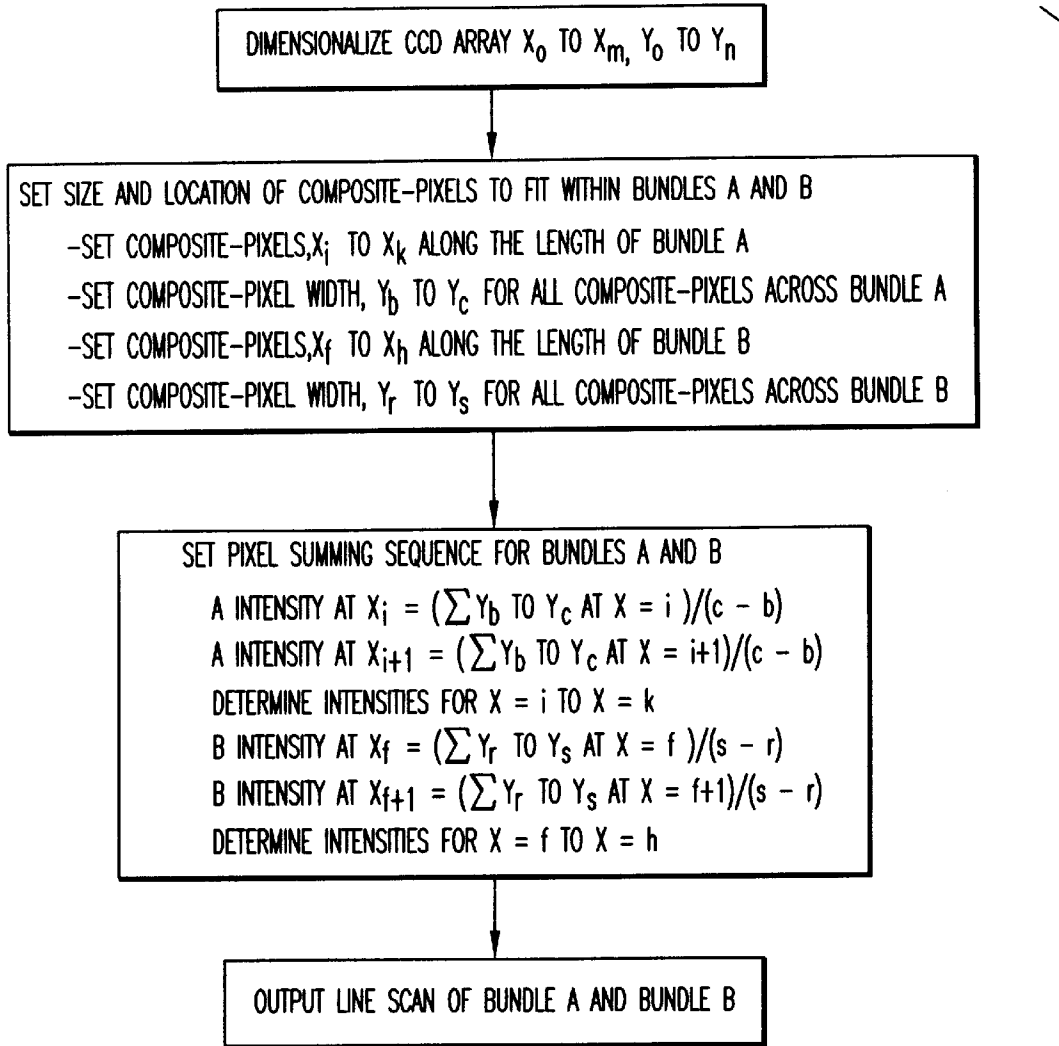 DIMENSIONALIZE CCD ARRAY Xo TO Xm, Yo TO Yn
SET SIZE AND LOCATION OF COMPOSITE-PIXELS TO FIT WITHIN BUNDLES A AND B
-SET COMPOSITE-PIXELS,Xi TO Xk ALONG THE LENGTH OF BUNDLE A
-SET COMPOSITE-PIXEL WIDTH, Yb TO Yc FOR ALL COMPOSITE-PIXELS ACROSS BUNDLE A
-SET COMPOSITE-PIXELS,Xf TO Xh ALONG THE LENGTH OF BUNDLE B
-SET COMPOSITE-PIXEL WIDTH, Yr TO Ys FOR ALL COMPOSITE-PIXELS ACROSS BUNDLE B
SET PIXEL SUMMING SEQUENCE FOR BUNDLES A AND B
A INTENSITY AT Xi = (∑ Yb TO Yc AT X = i )/(c - b)
A INTENSITY AT Xi+1 = (∑ Yb TO Yc AT X = i+1)/(c - b)
DETERMINE INTENSITIES FOR X = i TO X = k
B INTENSITY AT Xf = (∑ Yr TO Ys AT X = f )/(s - r)
B INTENSITY AT Xf+1 = (∑ Yr TO Ys AT X = f+1)/(s - r)
DETERMINE INTENSITIES FOR X = f TO X = h
OUTPUT LINE SCAN OF BUNDLE A AND BUNDLE B